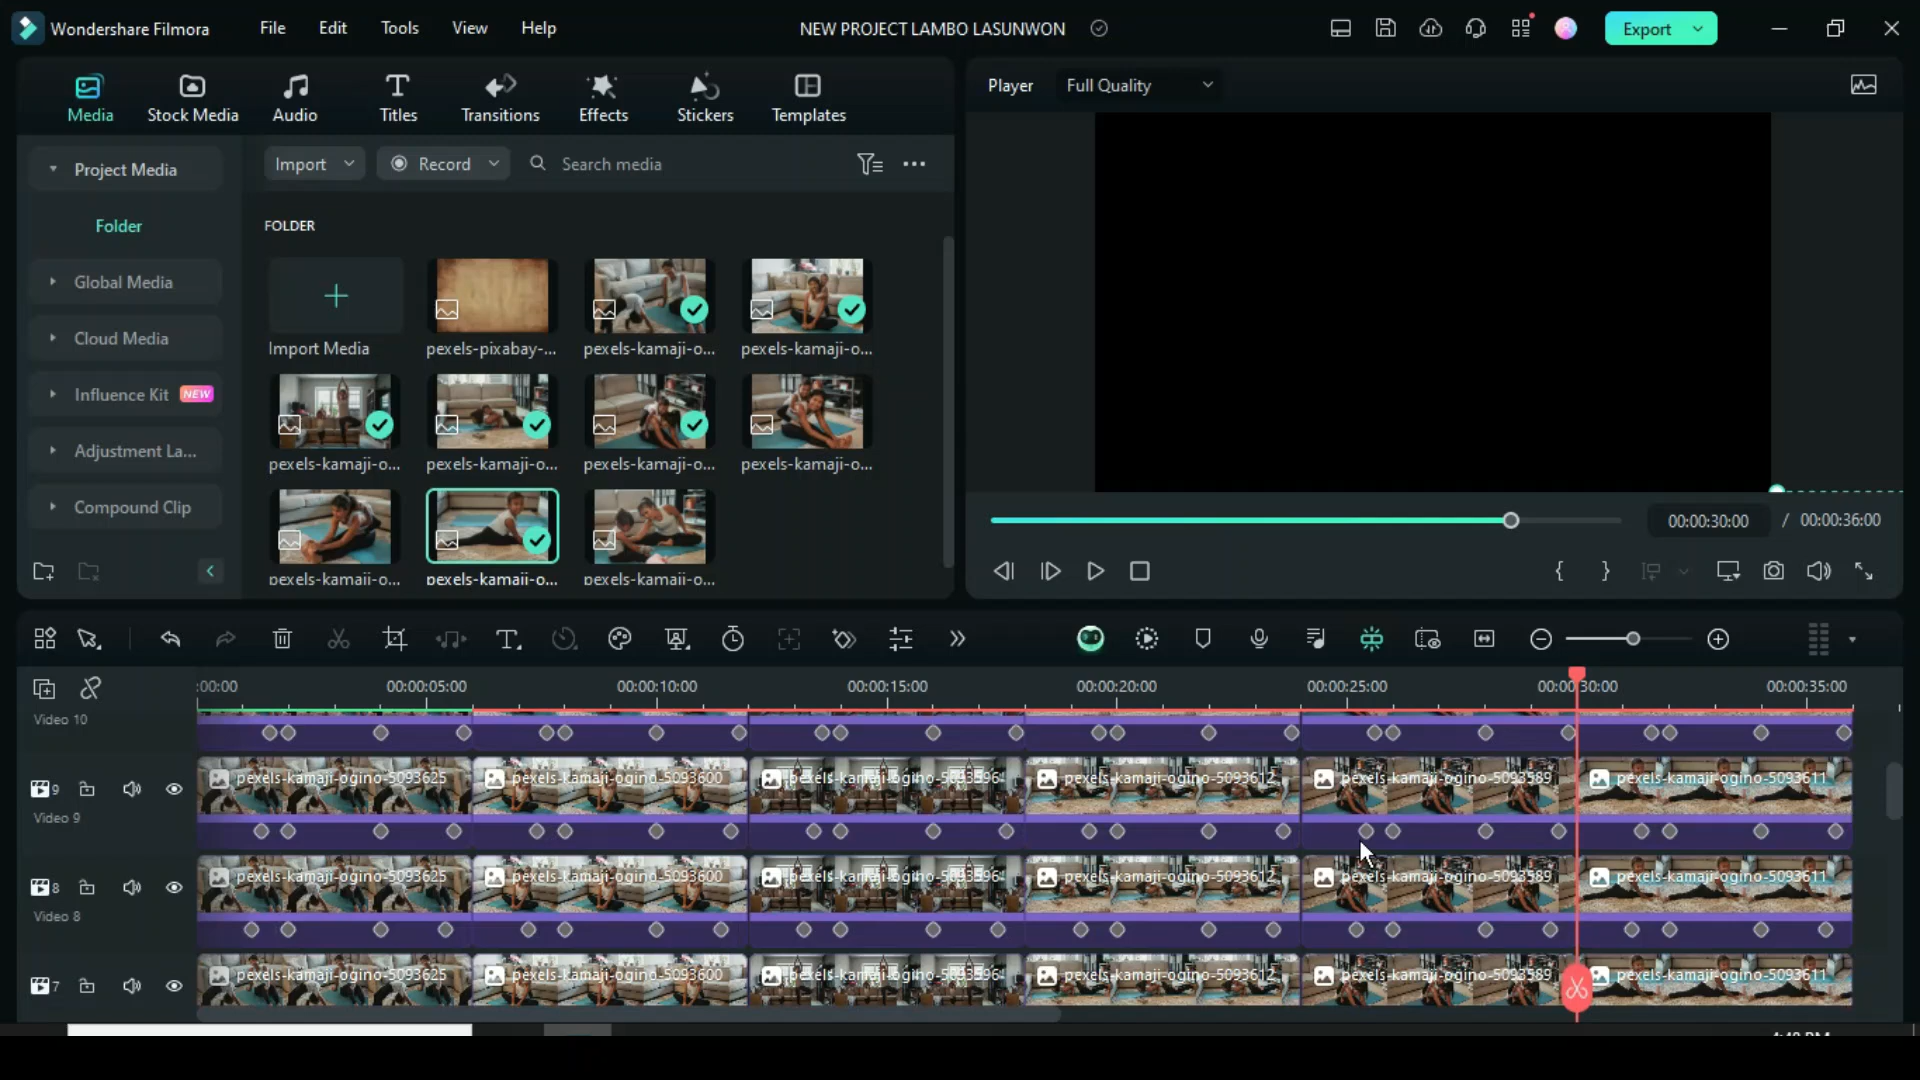 Wondershare Filmora File Edit Tools View Help NEW PROJECT LAMBO LASUNWON Export
Media Stock Media Audio Titles Transitions Effects Stickers Templates
Player Full Quality
Project Media
Folder
Global Media
Cloud Media
Influence Kit NEW
Adjustment La...
Compound Clip
Import Record Search media
FOLDER
Import Media pexels-pixabay-... pexels-kamaji-o... pexels-kamaji-o...
pexels-kamaji-o... pexels-kamaji-o... pexels-kamaji-o... pexels-kamaji-o...
pexels-kamaji-o... pexels-kamaji-o... pexels-kamaji-o...
00:00:30:00 / 00:00:36:00
:00:00 00:00:05:00 00:00:10:00 00:00:15:00 00:00:20:00 00:00:25:00 00:00:30:00 00:00:35:00
Video 10
9 pexels-kamaji-ogino-5093625 pexels-kamaji-ogino-5093600 pexels-kamaji-ogino-5093596 pexels-kamaji-ogino-5093612 pexels-kamaji-ogino-5093589 pexels-kamaji-ogino-5093611
Video 9
8 pexels-kamaji-ogino-5093625 pexels-kamaji-ogino-5093600 pexels-kamaji-ogino-5093596 pexels-kamaji-ogino-5093612 pexels-kamaji-ogino-5093589 pexels-kamaji-ogino-5093611
Video 8
7 pexels-kamaji-ogino-5093625 pexels-kamaji-ogino-5093600 pexels-kamaji-ogino-5093596 pexels-kamaji-ogino-5093612 pexels-kamaji-ogino-5093589 pexels-kamaji-ogino-5093611